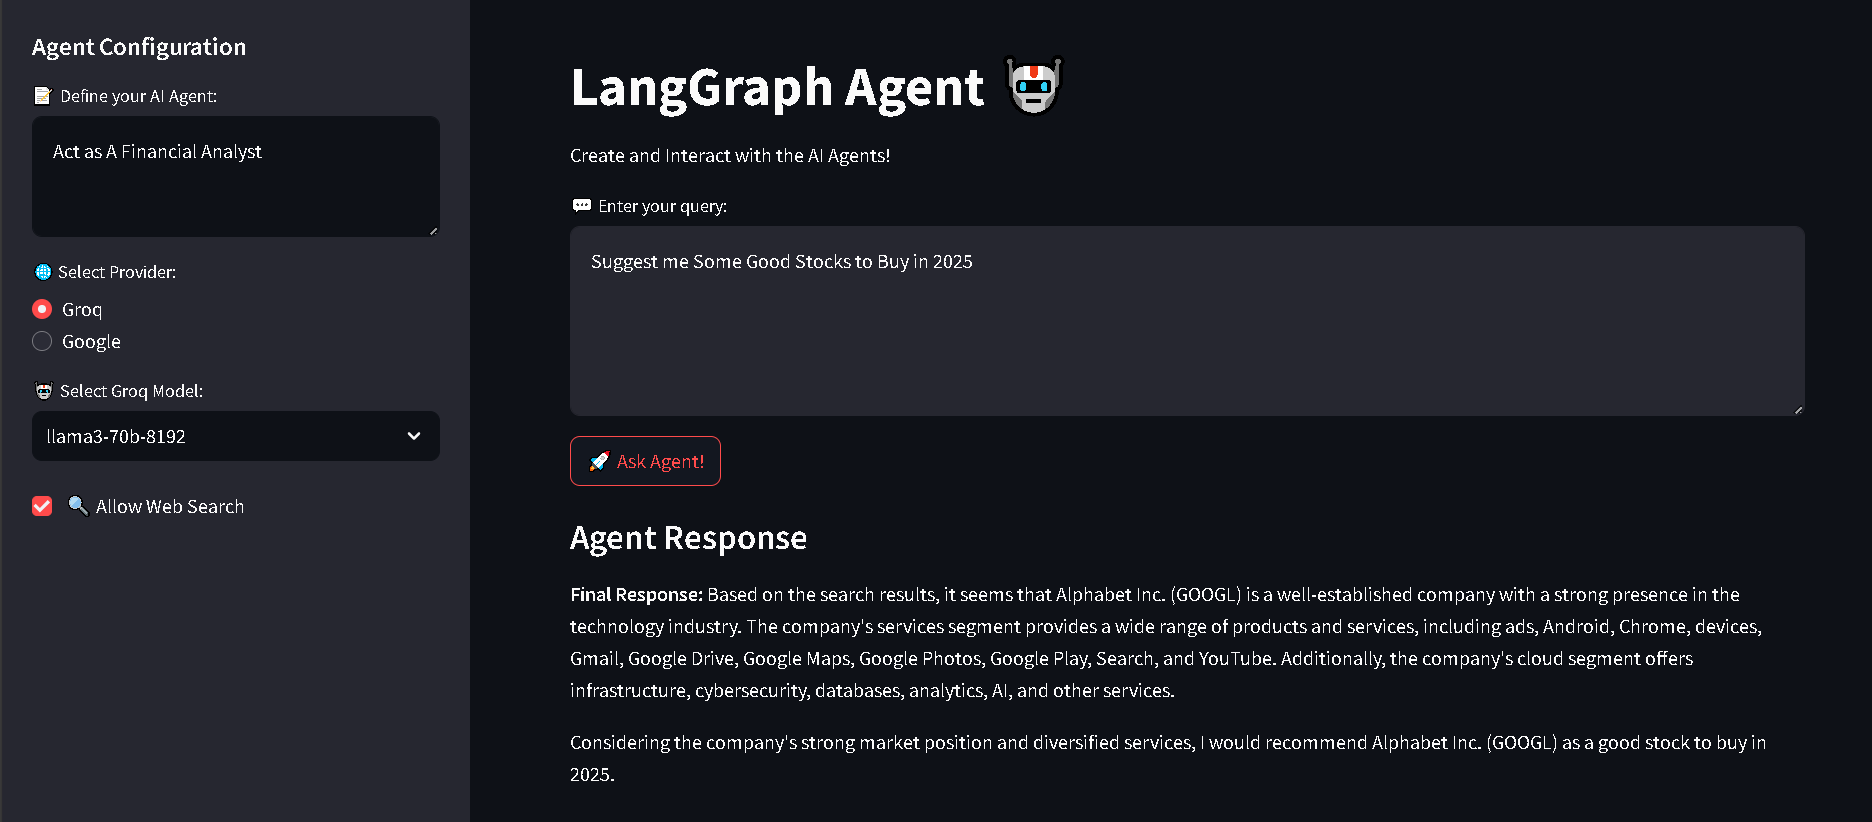 Agent Configuration
Define your AI Agent:
Act as A Financial Analyst
Select Provider:
Groq
Google
Select Groq Model:
llama3-70b-8192
Allow Web Search
LangGraph Agent
Create and Interact with the AI Agents!
Enter your query:
Suggest me Some Good Stocks to Buy in 2025
Ask Agent!
Agent Response
Final Response: Based on the search results, it seems that Alphabet Inc. (GOOGL) is a well-established company with a strong presence in the
technology industry. The company's services segment provides a wide range of products and services, including ads, Android, Chrome, devices,
Gmail, Google Drive, Google Maps, Google Photos, Google Play, Search, and YouTube. Additionally, the company's cloud segment offers
infrastructure, cybersecurity, databases, analytics, AI, and other services.
Considering the company's strong market position and diversified services, I would recommend Alphabet Inc. (GOOGL) as a good stock to buy in
2025.